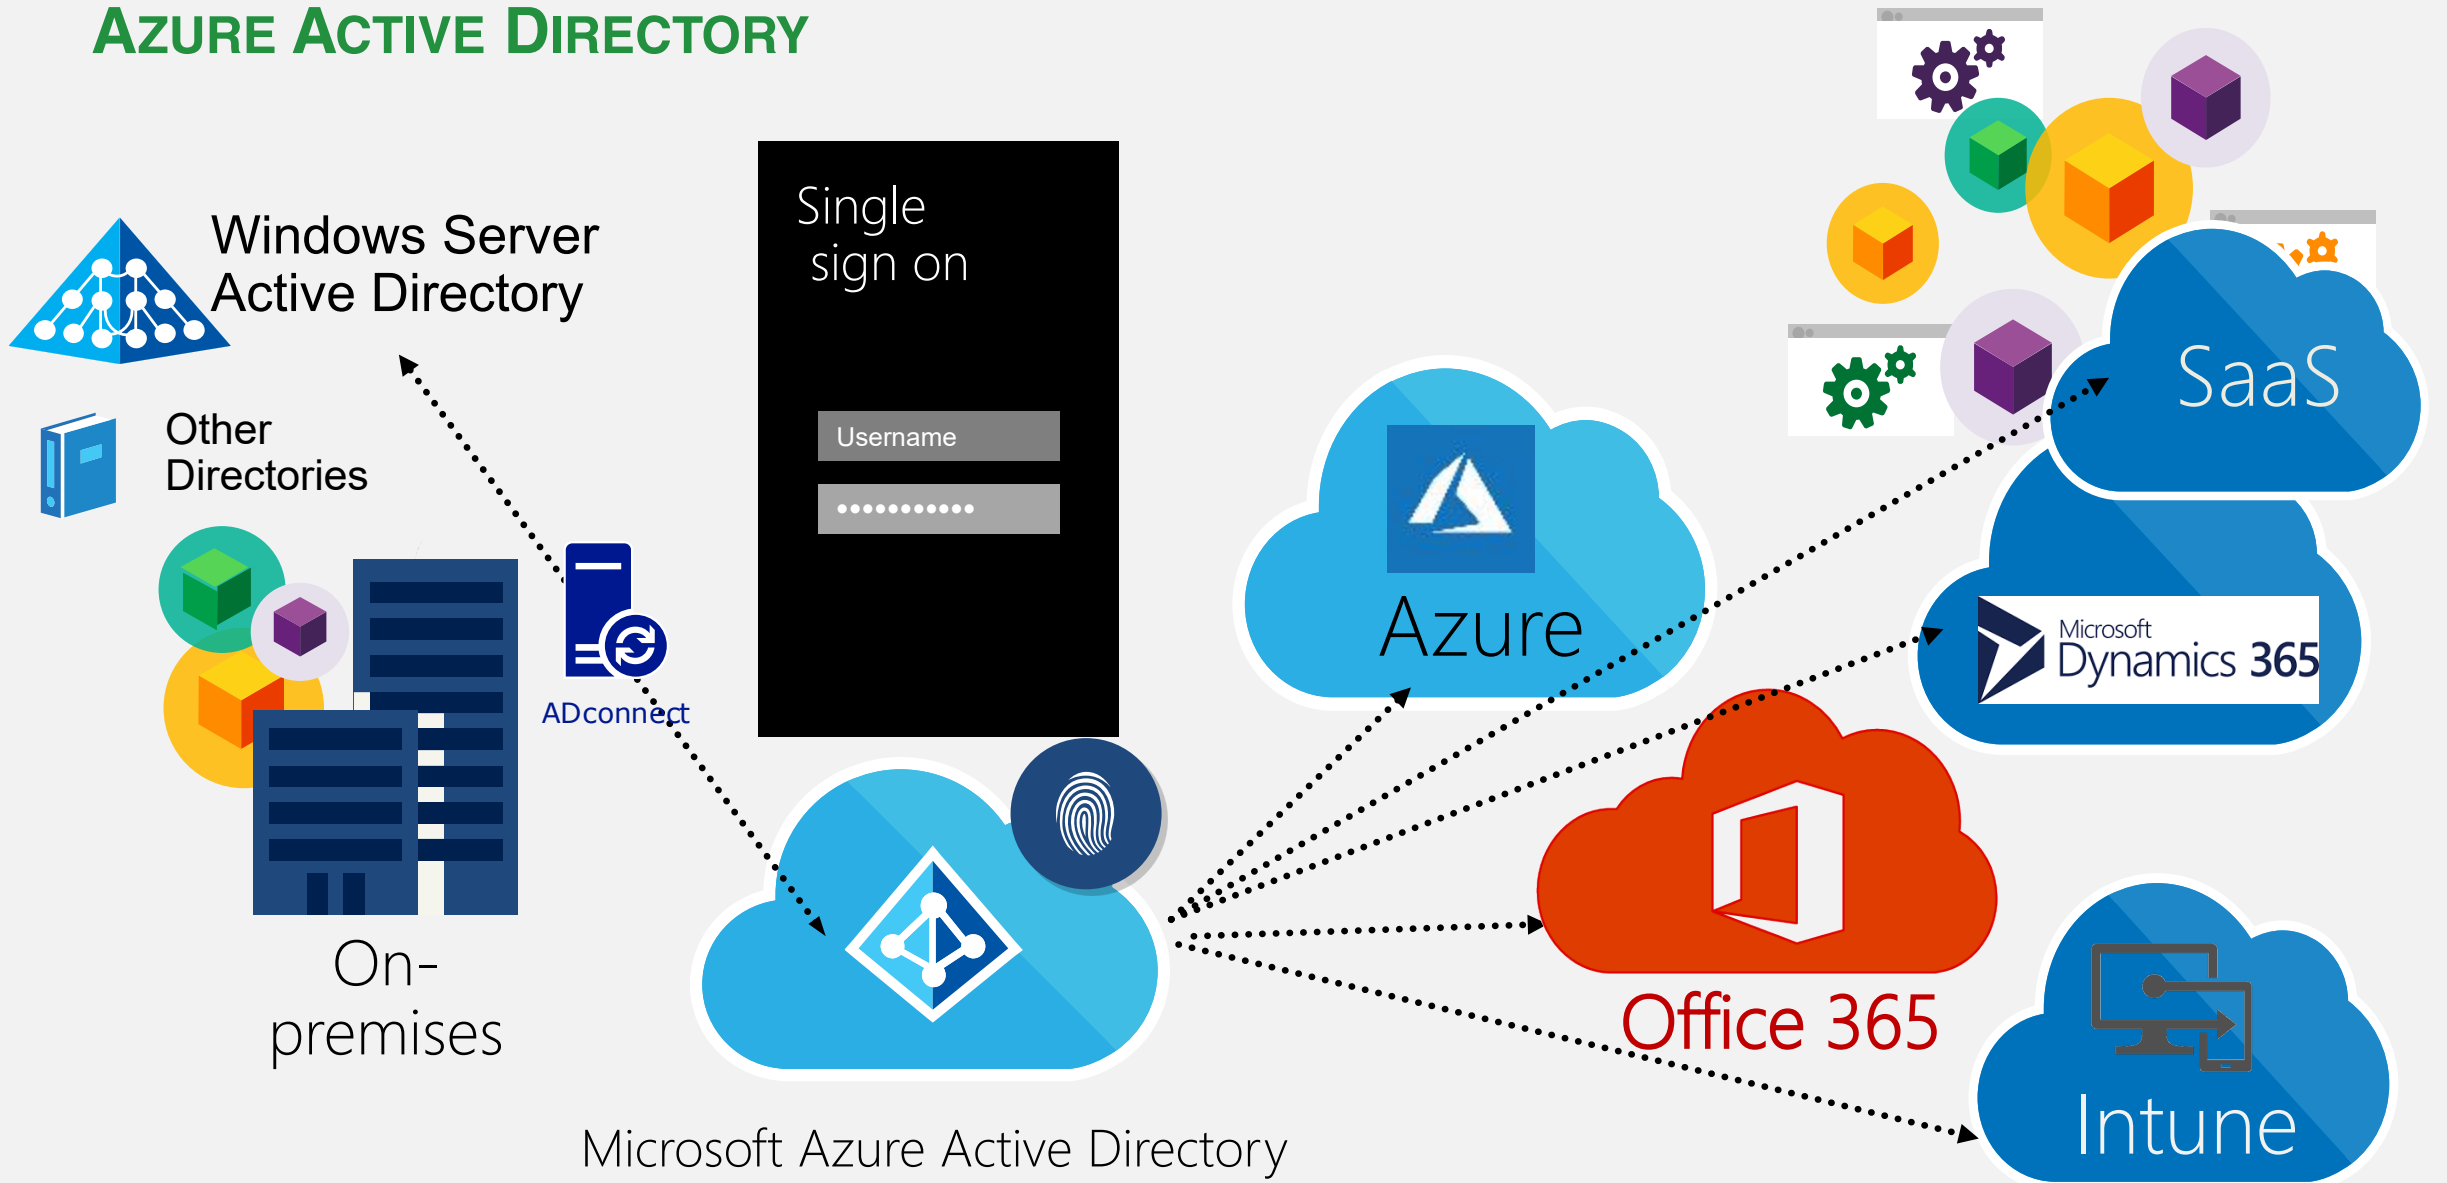 AZURE ACTIVE DIRECTORY
Windows Server
Active Directory
Other
Directories
On-
premises
ADconnect
Single
sign on
Username
Microsoft Azure Active Directory
Azure
SaaS
Microsoft
Dynamics 365
Office 365
Intune